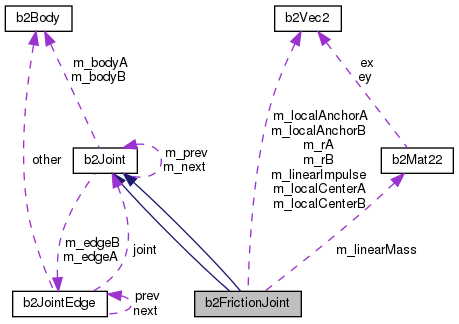 b2Body
b2Vec2
m_bodyA
m_bodyB
ex
ey
m_localAnchorA
m_localAnchorB
m_rA
m_rB
m_linearImpulse
m_localCenterA
m_localCenterB
other
b2Joint
m_prev
m_next
b2Mat22
m_edgeB
m_edgeA
joint
m_linearMass
b2JointEdge
prev
next
b2FrictionJoint